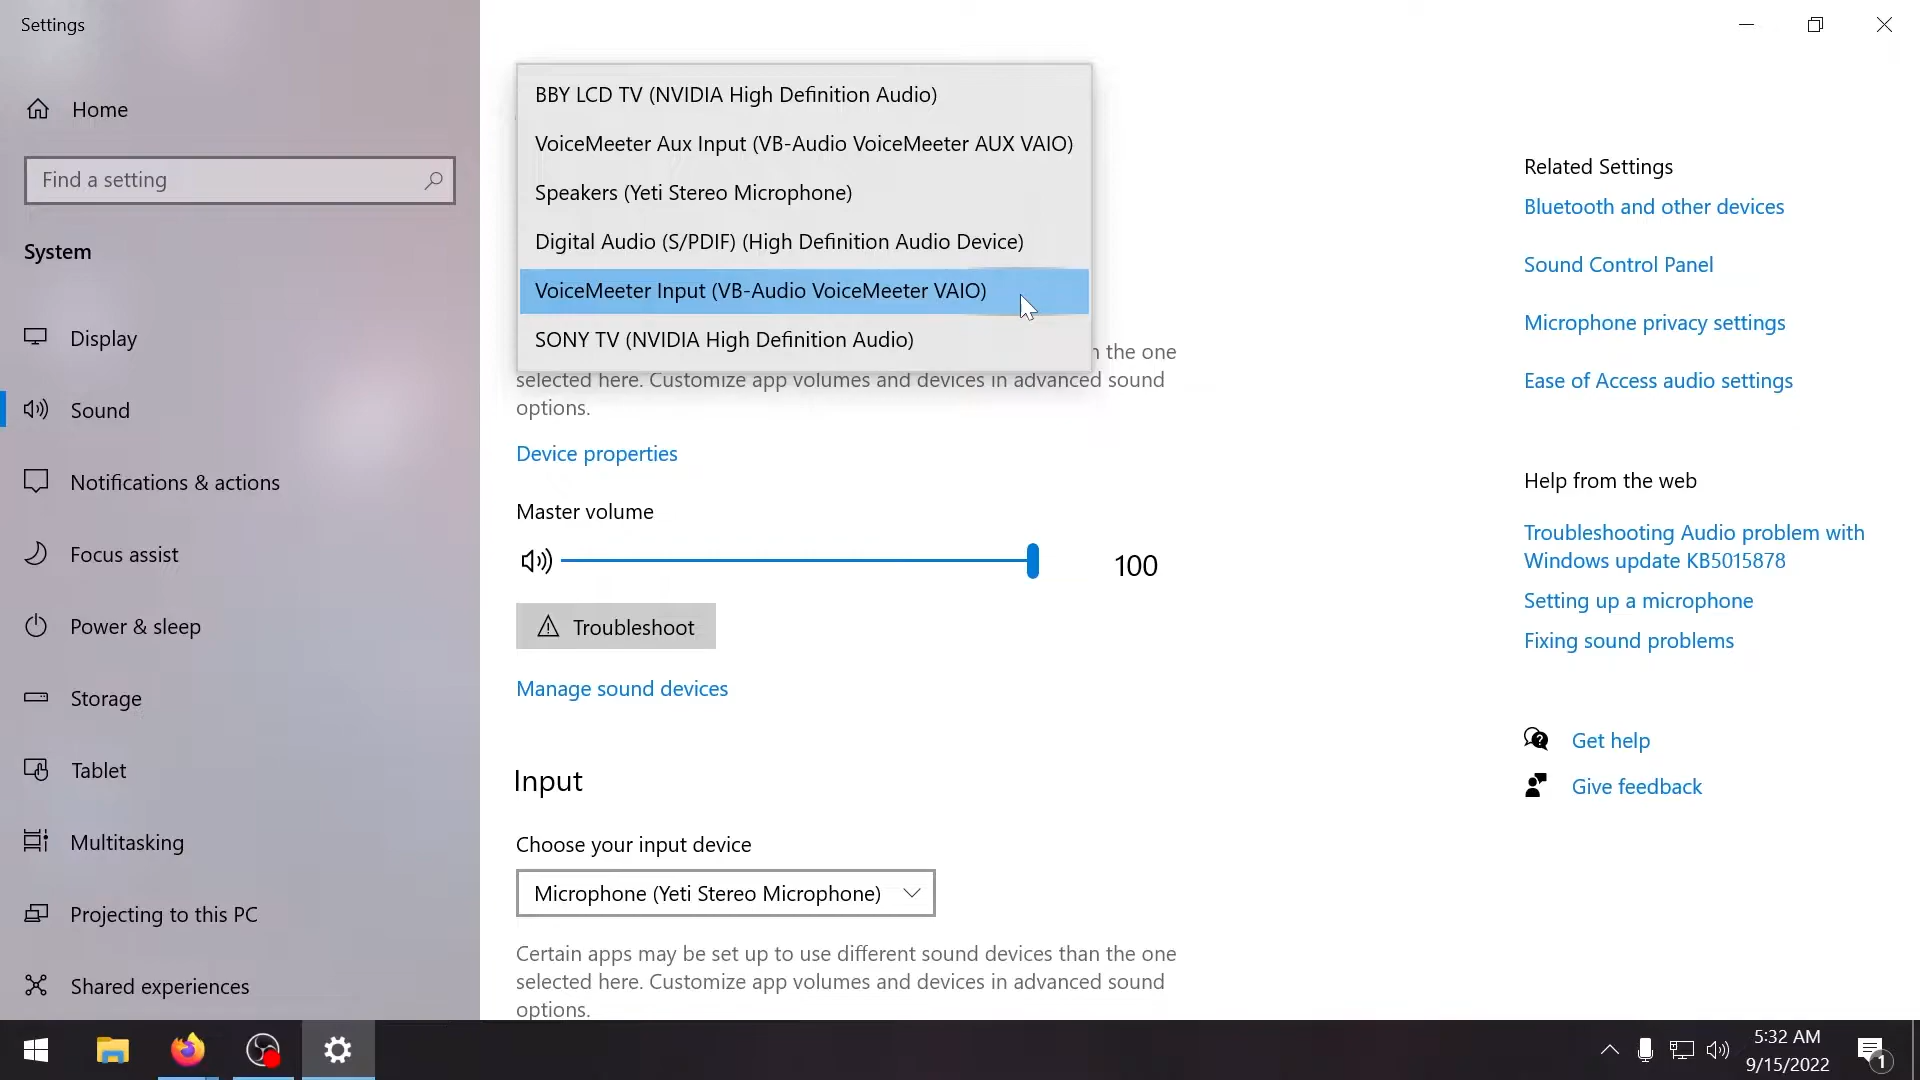 Settings
Home
Find a setting
System
Display
Sound
Notifications & actions
Focus assist
Power & sleep
Storage
Tablet
Multitasking
Projecting to this PC
Shared experiences
BBY LCD TV (NVIDIA High Definition Audio)
VoiceMeeter Aux Input (VB-Audio VoiceMeeter AUX VAIO)
Speakers (Yeti Stereo Microphone)
Digital Audio (S/PDIF) (High Definition Audio Device)
VoiceMeeter Input (VB-Audio VoiceMeeter VAIO)
SONY TV (NVIDIA High Definition Audio)
the one
selected here. Customize app volumes and devices in advanced sound
options.
Device properties
Master volume
100
Troubleshoot
Manage sound devices
Input
Choose your input device
Microphone (Yeti Stereo Microphone)
Certain apps may be set up to use different sound devices than the one
selected here. Customize app volumes and devices in advanced sound
options.
Related Settings
Bluetooth and other devices
Sound Control Panel
Microphone privacy settings
Ease of Access audio settings
Help from the web
Troubleshooting Audio problem with
Windows update KB5015878
Setting up a microphone
Fixing sound problems
Get help
Give feedback
5:32 AM
9/15/2022
1